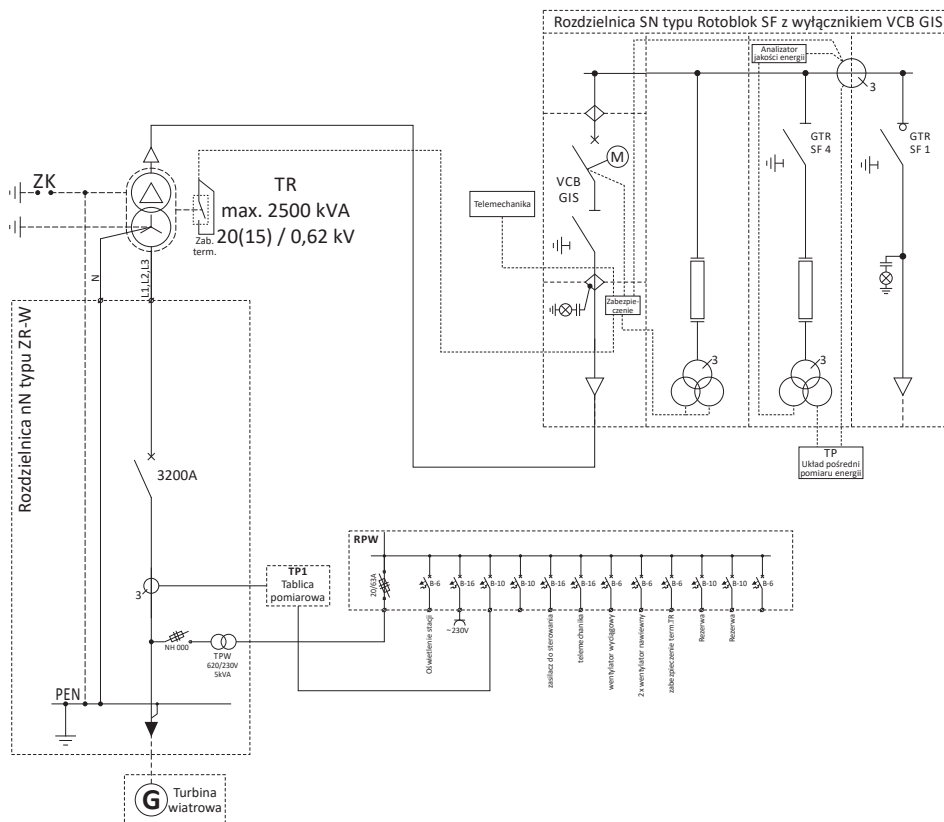 Rozdzielnica SN typu Rotoblok SF z wyłącznikiem VCB GIS
Analizator
jakości energii
3
GTR
SF 4
GTR
SF 1
M
VCB
GIS
Telemechanika
Zabezpie-
czenie
3
3
TP
Układ pośredni
pomiaru energii
ZK
TR
max. 2500 kVA
20(15) / 0,62 kV
Zab.
term.
N
L1,L2,L3
Rozdzielnica nN typu ZR-W
3200A
3
TP1
Tablica
pomiarowa
NH 000
TPW
620/230V
5kVA
PEN
G
Turbina
wiatrowa
RPW
20/63A
B-6
B-16
B-10
B-10
B-16
B-16
B-6
B-6
B-6
B-10
B-10
B-6
Oświetlenie stacji
~230V
zasilacz do sterowania
telemechanika
wentylator wyciągowy
2x wentylator nawiewny
zabezpieczenie term.TR
Rezerwa
Rezerwa